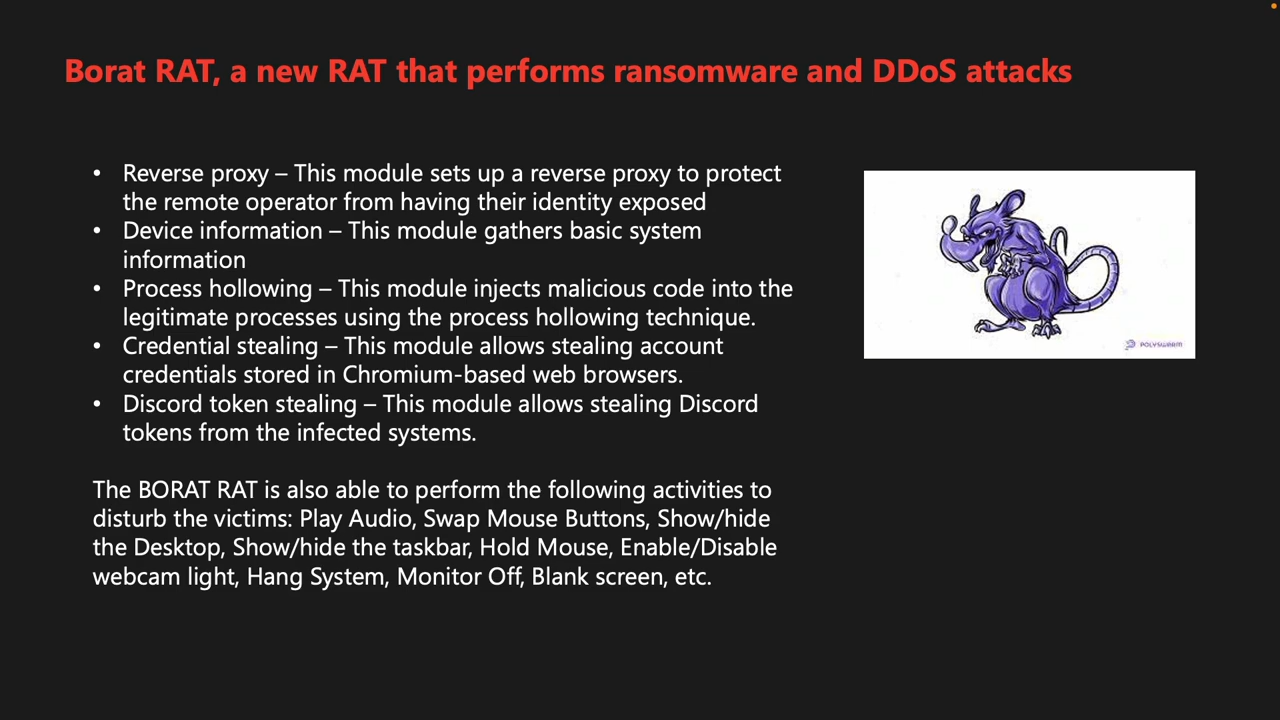 Borat RAT, a new RAT that performs ransomware and DDoS attacks
• Reverse proxy – This module sets up a reverse proxy to protect
the remote operator from having their identity exposed
• Device information – This module gathers basic system
information
• Process hollowing – This module injects malicious code into the
legitimate processes using the process hollowing technique.
• Credential stealing – This module allows stealing account
credentials stored in Chromium-based web browsers.
• Discord token stealing – This module allows stealing Discord
tokens from the infected systems.
The BORAT RAT is also able to perform the following activities to
disturb the victims: Play Audio, Swap Mouse Buttons, Show/hide
the Desktop, Show/hide the taskbar, Hold Mouse, Enable/Disable
webcam light, Hang System, Monitor Off, Blank screen, etc.
POLYSWARM